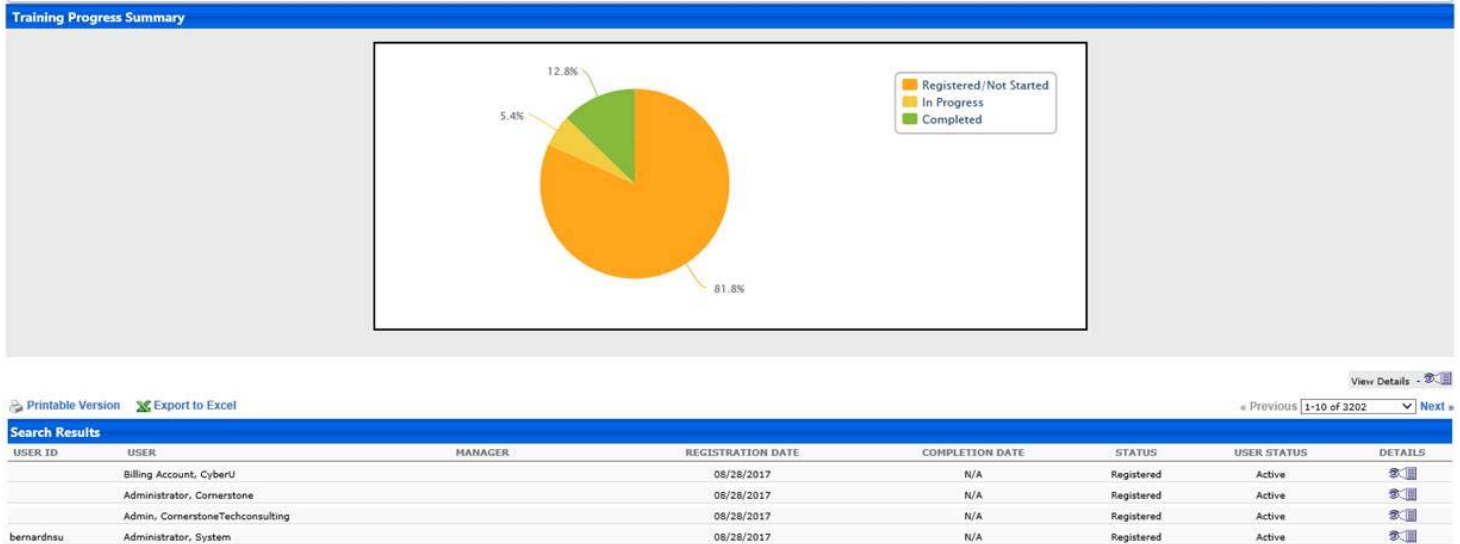 Training Progress Summary
12.8%
5.4%
81.8%
Registered/Not Started
In Progress
Completed
View Details -
Printable Version Export to Excel
« Previous 1-10 of 3202 Next »
Search Results
USER ID USER MANAGER REGISTRATION DATE COMPLETION DATE STATUS USER STATUS DETAILS
Billing Account, CyberU 08/28/2017 N/A Registered Active
Administrator, Cornerstone 08/28/2017 N/A Registered Active
Admin, CornerstoneTechconsulting 08/28/2017 N/A Registered Active
bernardnsu Administrator, System 08/28/2017 N/A Registered Active